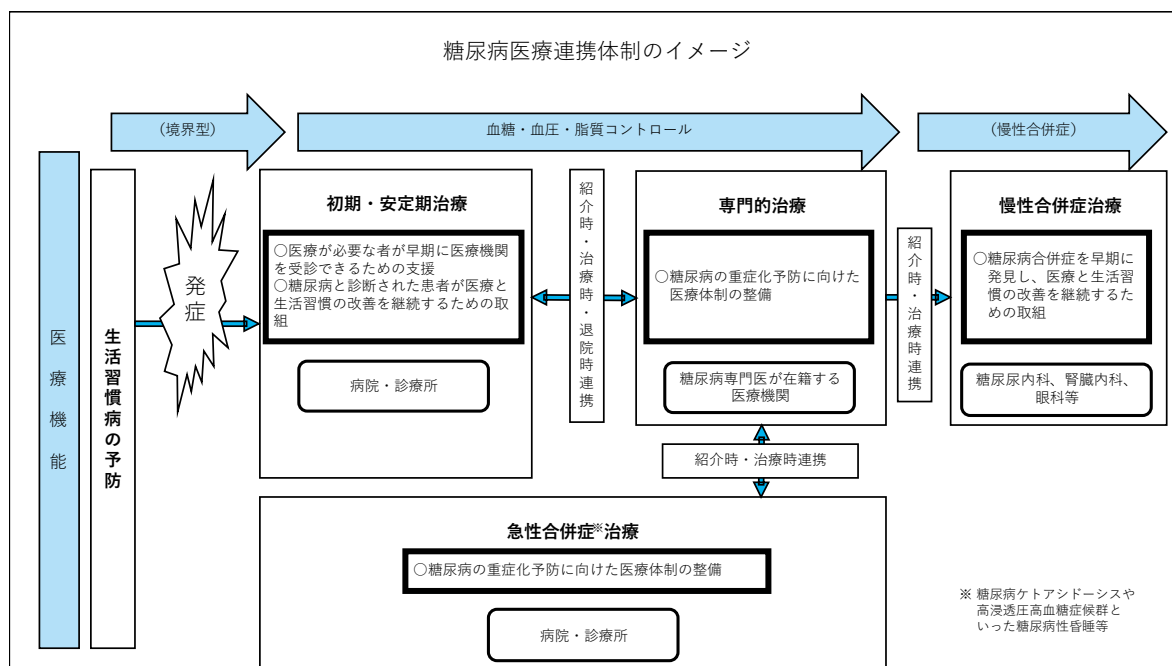 糖尿病医療連携体制のイメージ
（境界型）
血糖・血圧・脂質コントロール
（慢性合併症）
医療機能
生活習慣病の予防
発症
初期・安定期治療
○医療が必要な者が早期に医療機関
を受診できるための支援
○糖尿病と診断された患者が医療と
生活習慣の改善を継続するための取
組
病院・診療所
紹介時・治療時・退院時連携
専門的治療
○糖尿病の重症化予防に向けた
医療体制の整備
糖尿病専門医が在籍する
医療機関
紹介時・治療時連携
慢性合併症治療
○糖尿病合併症を早期に
発見し、医療と生活習
慣の改善を継続するた
めの取組
糖尿尿内科、腎臓内科、
眼科等
紹介時・治療時連携
急性合併症※治療
○糖尿病の重症化予防に向けた医療体制の整備
病院・診療所
※ 糖尿病ケトアシドーシスや
高浸透圧高血糖症候群と
いった糖尿病性昏睡等